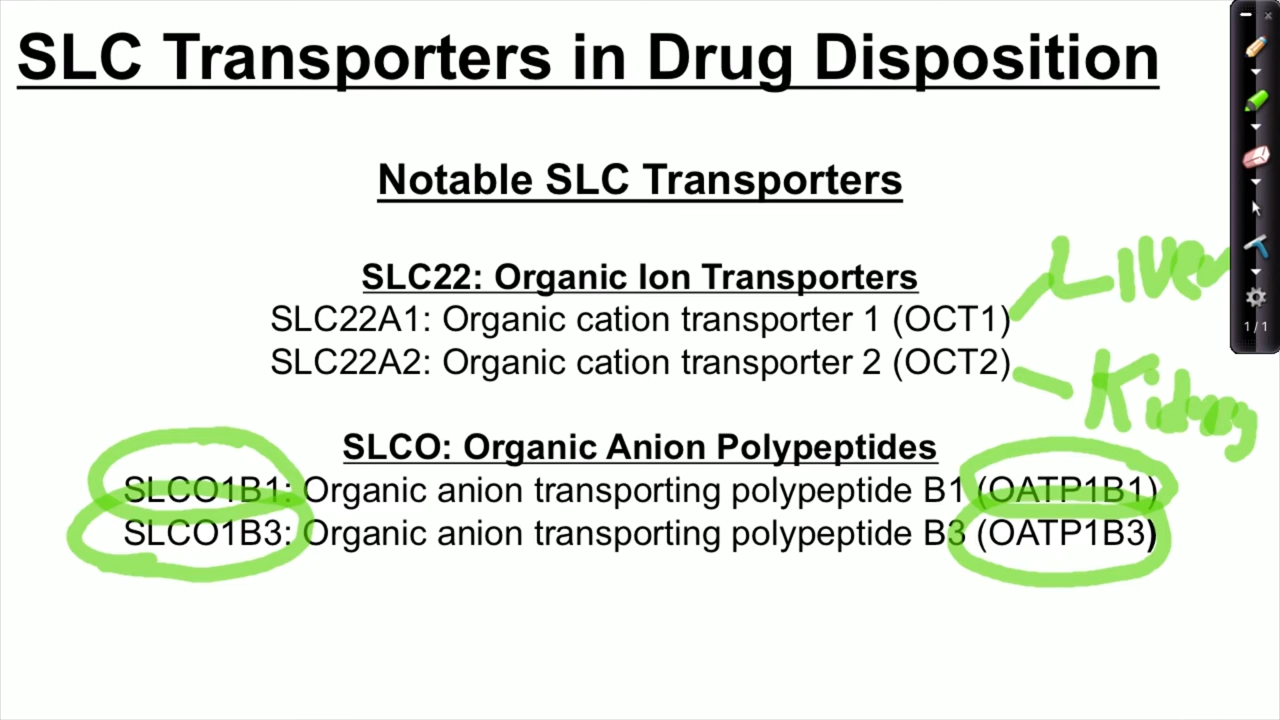 SLC Transporters in Drug Disposition
Notable SLC Transporters
SLC22: Organic Ion Transporters
SLC22A1: Organic cation transporter 1 (OCT1)
Liver
SLC22A2: Organic cation transporter 2 (OCT2)
Kidney
SLCO: Organic Anion Polypeptides
SLCO1B1: Organic anion transporting polypeptide B1 (OATP1B1)
SLCO1B3: Organic anion transporting polypeptide B3 (OATP1B3)
1/1